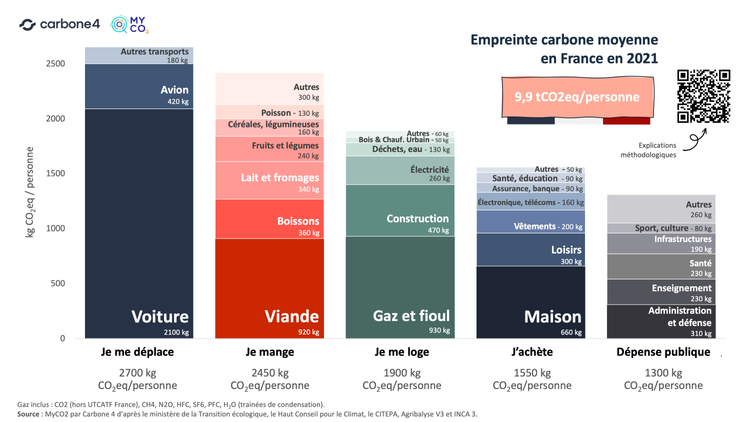 carbone4
MY
CO₂
Empreinte carbone moyenne
en France en 2021
9,9 tCO2eq/personne
Explications
méthodologiques
kg CO₂eq / personne
2500
2000
1500
1000
500
0
Autres transports
180 kg
Avion
420 kg
Voiture
2100 kg
Autres
300 kg
Poisson - 130 kg
Céréales, légumineuses
160 kg
Fruits et légumes
240 kg
Lait et fromages
340 kg
Boissons
360 kg
Viande
920 kg
Autres - 60 kg
Bois & Chauf. Urbain - 50 kg
Déchets, eau - 130 kg
Électricité
260 kg
Construction
470 kg
Gaz et fioul
930 kg
Autres - 50 kg
Santé, éducation - 90 kg
Assurance, banque - 90 kg
Électronique, télécoms - 160 kg
Vêtements - 200 kg
Loisirs
300 kg
Maison
660 kg
Autres
260 kg
Sport, culture - 80 kg
Infrastructures
190 kg
Santé
230 kg
Enseignement
230 kg
Administration
et défense
310 kg
Je me déplace
2700 kg
CO₂eq/personne
Je mange
2450 kg
CO₂eq/personne
Je me loge
1900 kg
CO₂eq/personne
J'achète
1550 kg
CO₂eq/personne
Dépense publique
1300 kg
CO₂eq/personne
Gaz inclus : CO2 (hors UTCATF France), CH4, N2O, HFC, SF6, PFC, H₂O (trainées de condensation).
Source : MyCO2 par Carbone 4 d'après le ministère de la Transition écologique, le Haut Conseil pour le Climat, le CITEPA, Agribalyse V3 et INCA 3.